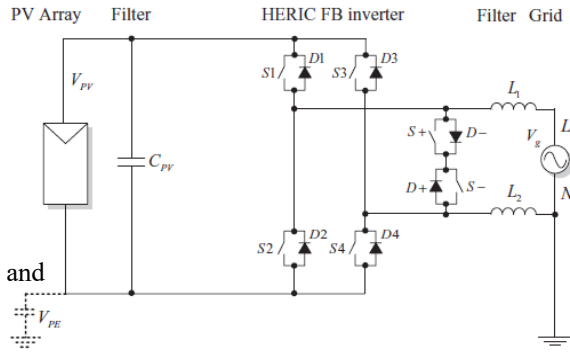 PV Array Filter HERIC FB inverter Filter Grid
D1 D3
S1 S3
V_PV L_1
S+ D− V_g L
C_PV
D+ S− L_2 N
D2 D4
S2 S4
and
V_PE